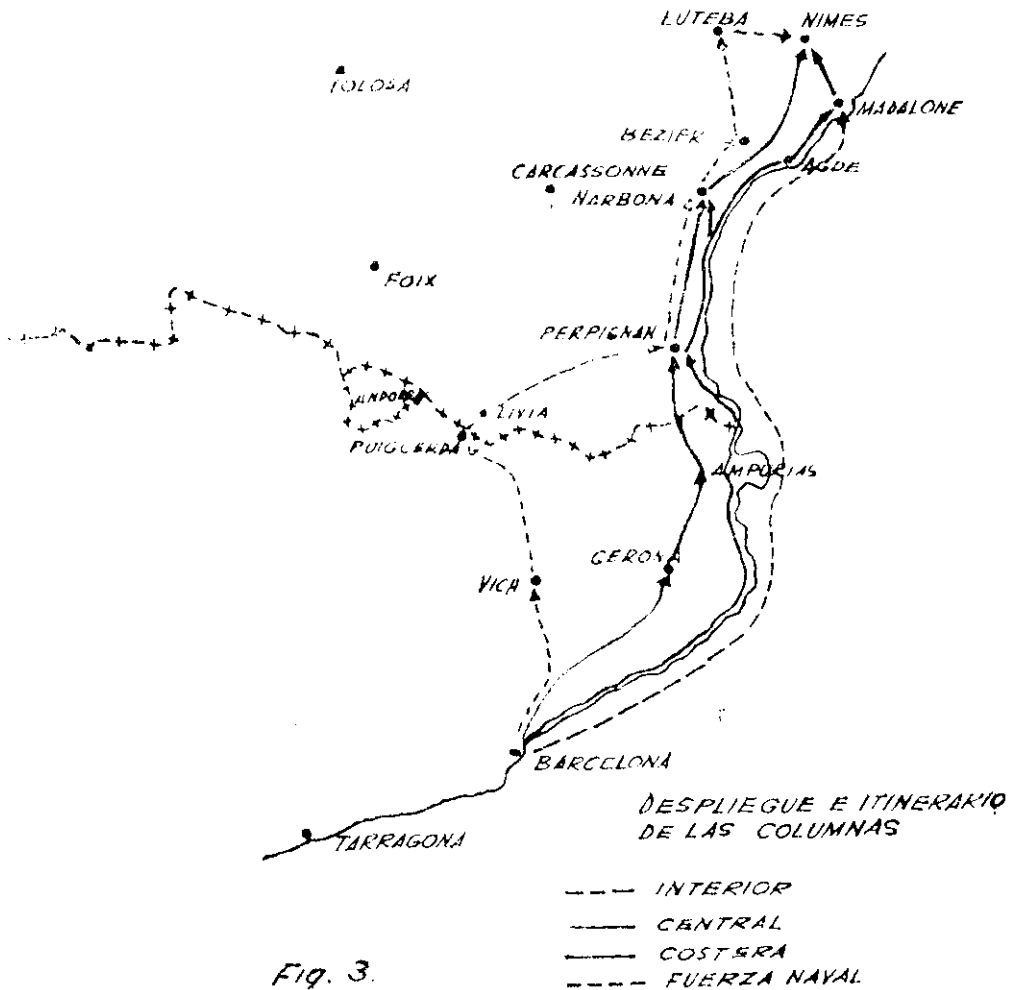 LUTEBA
NIMES
TOLOSA
MADALONE
BEZIER
AGDE
CARCASSONNE
NARBONA
FOIX
PERPIGNAN
ANDORRA
LIVIA
PUIGCERDA
AMPURIAS
GERONA
VICH
BARCELONA
TARRAGONA
DESPLIEGUE E ITINERARIO
DE LAS COLUMNAS
INTERIOR
CENTRAL
COSTERA
FUERZA NAVAL
Fig. 3.